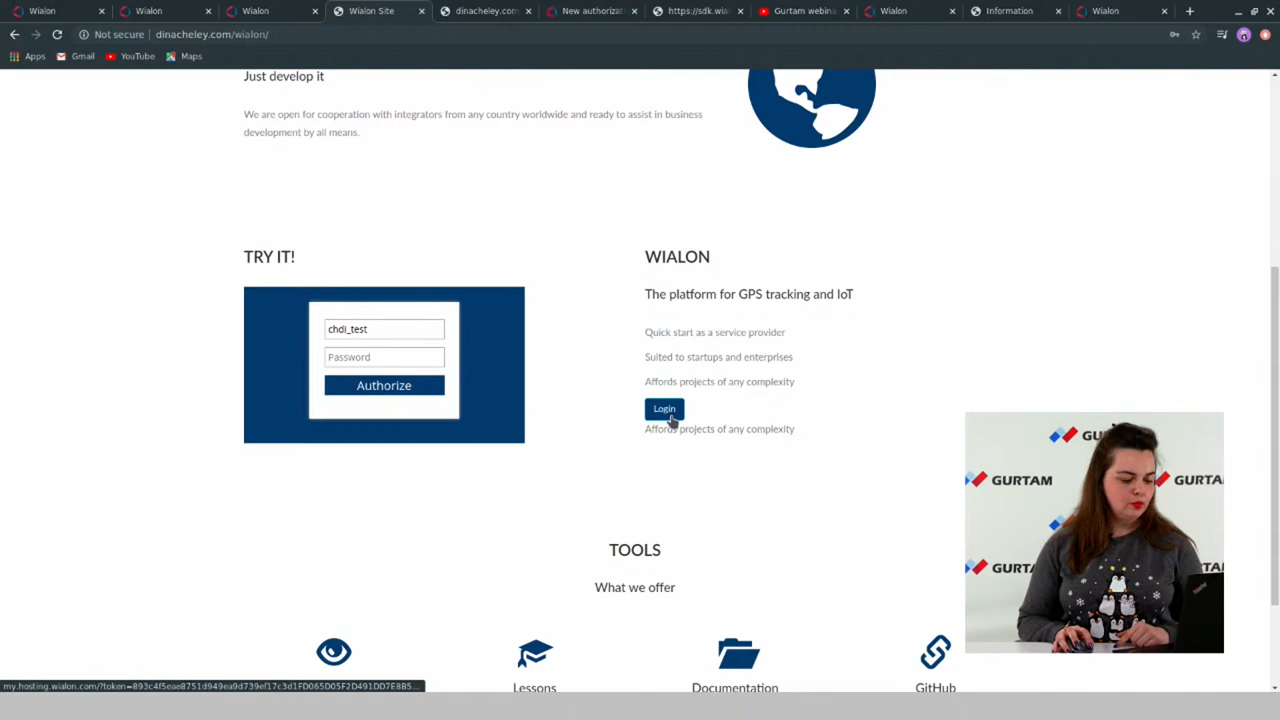 Wialon
Wialon
Wialon
Wialon Site
dinacheley.com
New authorizat
https://sdk.wial
Gurtam webina
Wialon
Information
Wialon
Not secure
dinacheley.com/wialon/
Apps
Gmail
YouTube
Maps
Just develop it
We are open for cooperation with integrators from any country worldwide and ready to assist in business
development by all means.
TRY IT!
chdi_test
Password
Authorize
WIALON
The platform for GPS tracking and IoT
Quick start as a service provider
Suited to startups and enterprises
Affords projects of any complexity
Login
Affords projects of any complexity
GU
GURTAM
GURTA
GURTAM
TOOLS
What we offer
Lessons
Documentation
GitHub